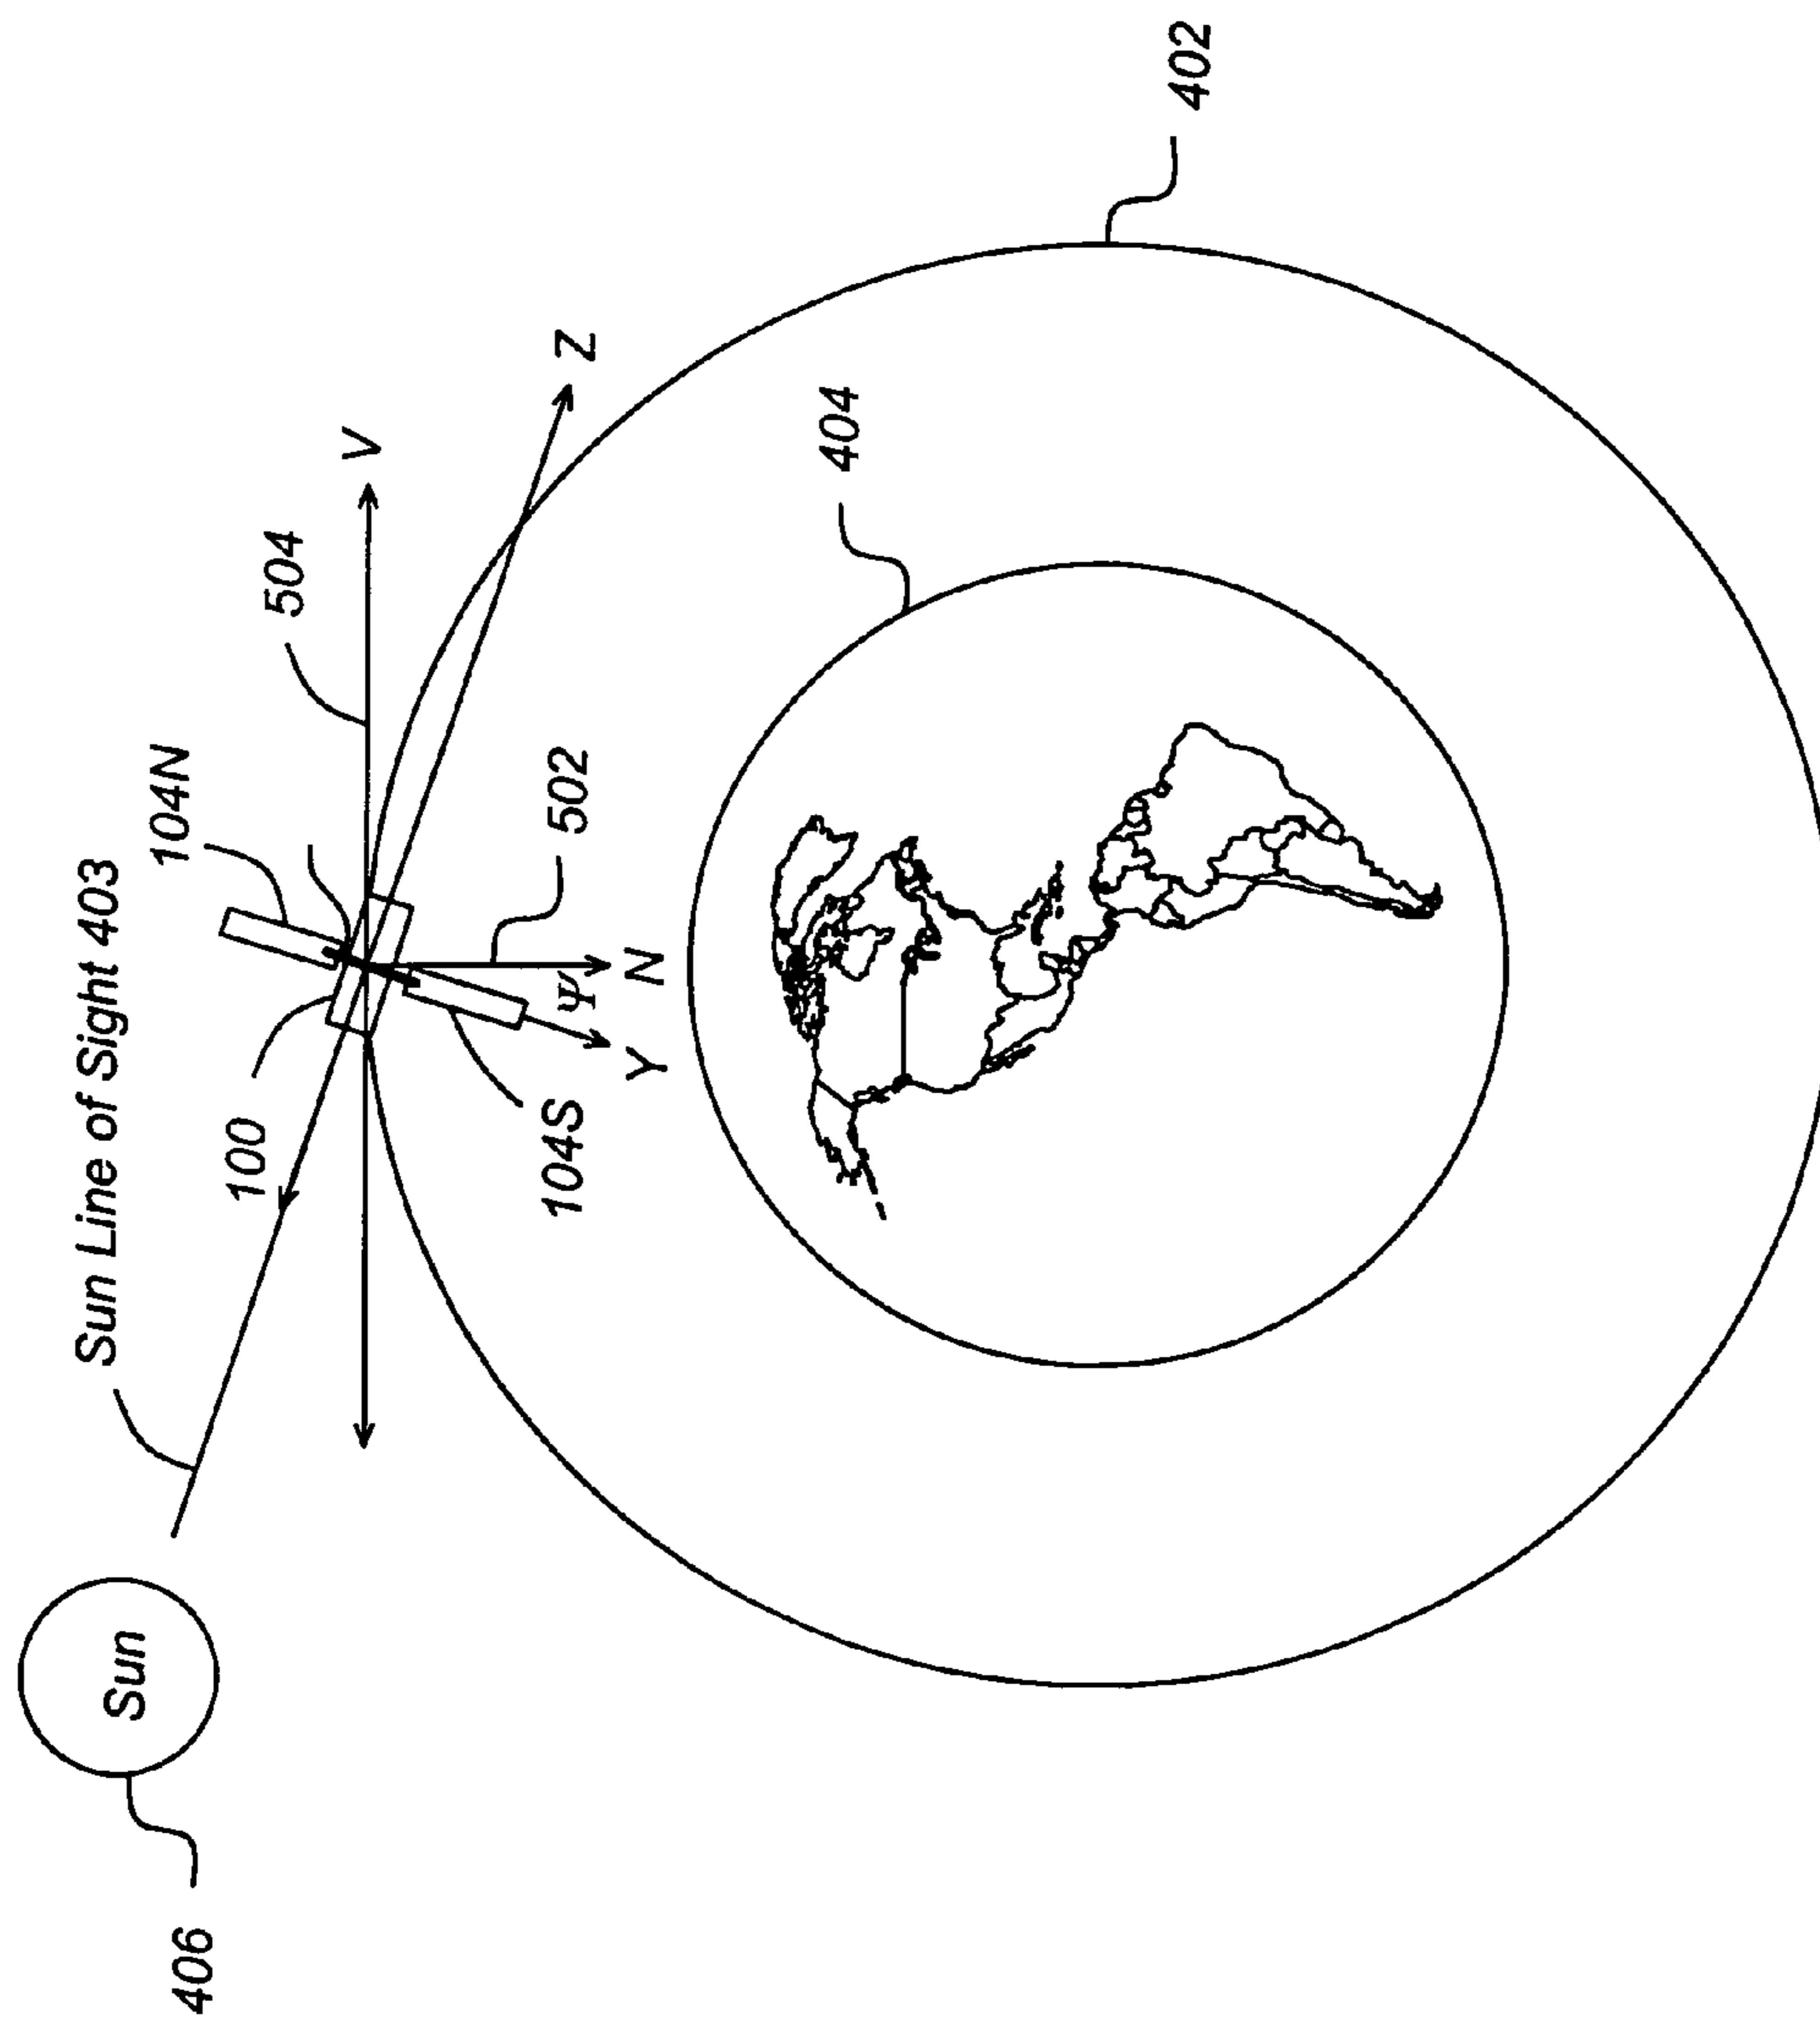 406
Sun
Sun Line of Sight 403
100
104N
504
V
104S
Y
Ψ
N
502
Z
404
402